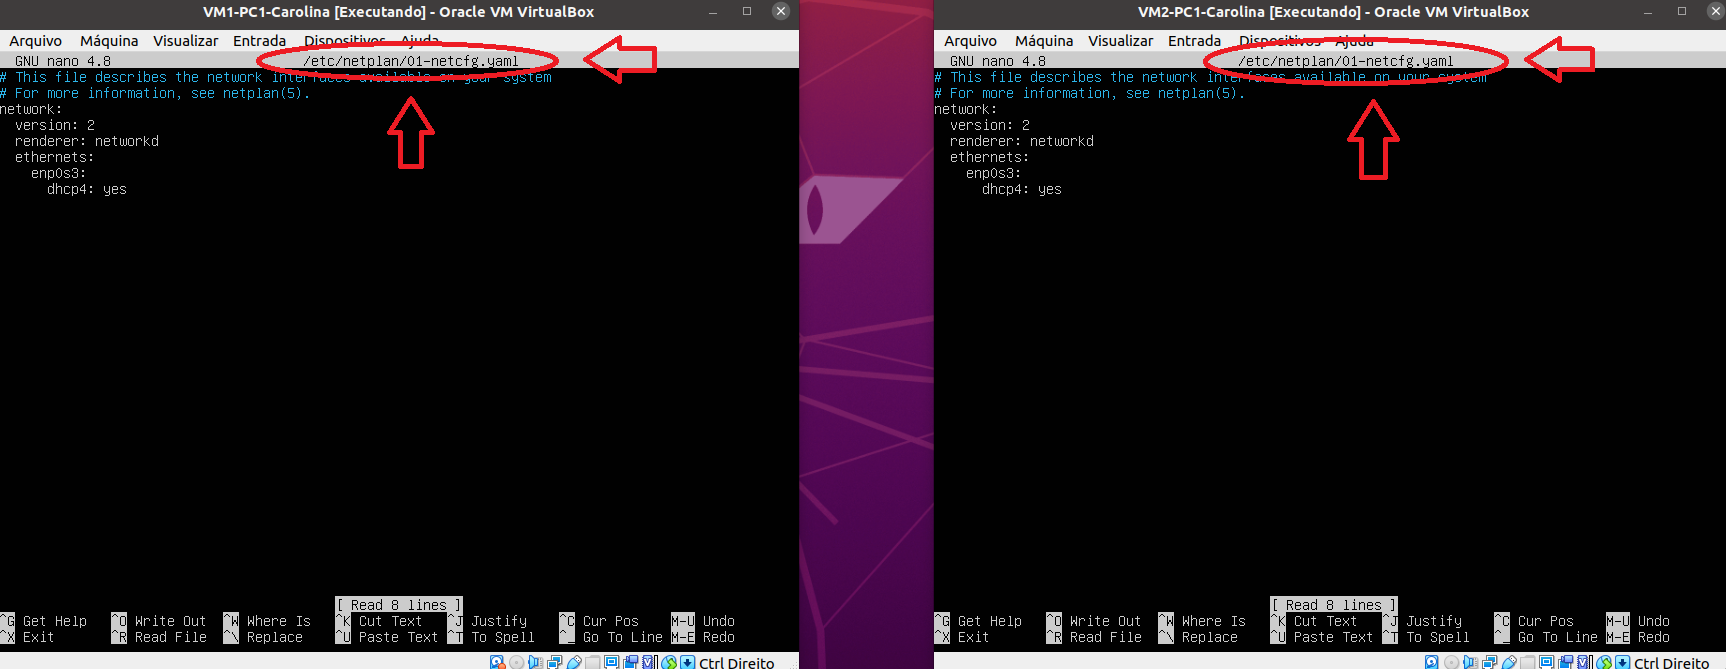 VM1-PC1-Carolina [Executando] - Oracle VM VirtualBox
Arquivo Máquina Visualizar Entrada Dispositivos Ajuda
GNU nano 4.8 /etc/netplan/01-netcfg.yaml
# This file describes the network interfaces available on your system
# For more information, see netplan(5).
network:
  version: 2
  renderer: networkd
  ethernets:
    enp0s3:
      dhcp4: yes
[ Read 8 lines ]
^G Get Help ^O Write Out ^W Where Is ^K Cut Text ^J Justify ^C Cur Pos M-U Undo
^X Exit ^R Read File ^\ Replace ^U Paste Text ^T To Spell ^_ Go To Line M-E Redo
Ctrl Direito
VM2-PC1-Carolina [Executando] - Oracle VM VirtualBox
Arquivo Máquina Visualizar Entrada Dispositivos Ajuda
GNU nano 4.8 /etc/netplan/01-netcfg.yaml
# This file describes the network interfaces available on your system
# For more information, see netplan(5).
network:
  version: 2
  renderer: networkd
  ethernets:
    enp0s3:
      dhcp4: yes
[ Read 8 lines ]
^G Get Help ^O Write Out ^W Where Is ^K Cut Text ^J Justify ^C Cur Pos M-U Undo
^X Exit ^R Read File ^\ Replace ^U Paste Text ^T To Spell ^_ Go To Line M-E Redo
Ctrl Direito